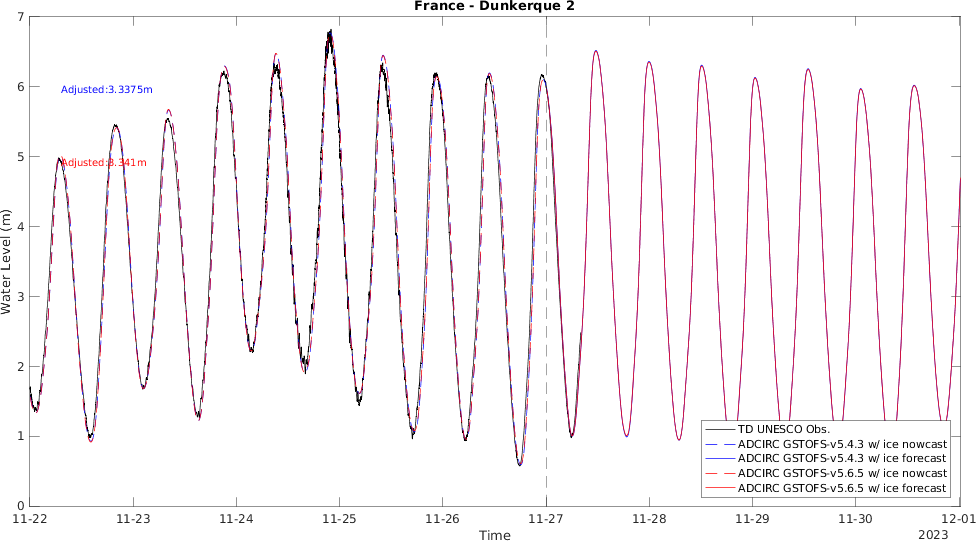 France - Dunkerque 2
7
6
5
4
3
2
1
0
Water Level (m)
Adjusted:3.3375m
Adjusted:3.341m
TD UNESCO Obs.
ADCIRC GSTOFS-v5.4.3 w/ ice nowcast
ADCIRC GSTOFS-v5.4.3 w/ ice forecast
ADCIRC GSTOFS-v5.6.5 w/ ice nowcast
ADCIRC GSTOFS-v5.6.5 w/ ice forecast
11-22 11-23 11-24 11-25 11-26 11-27 11-28 11-29 11-30 12-01
Time
2023